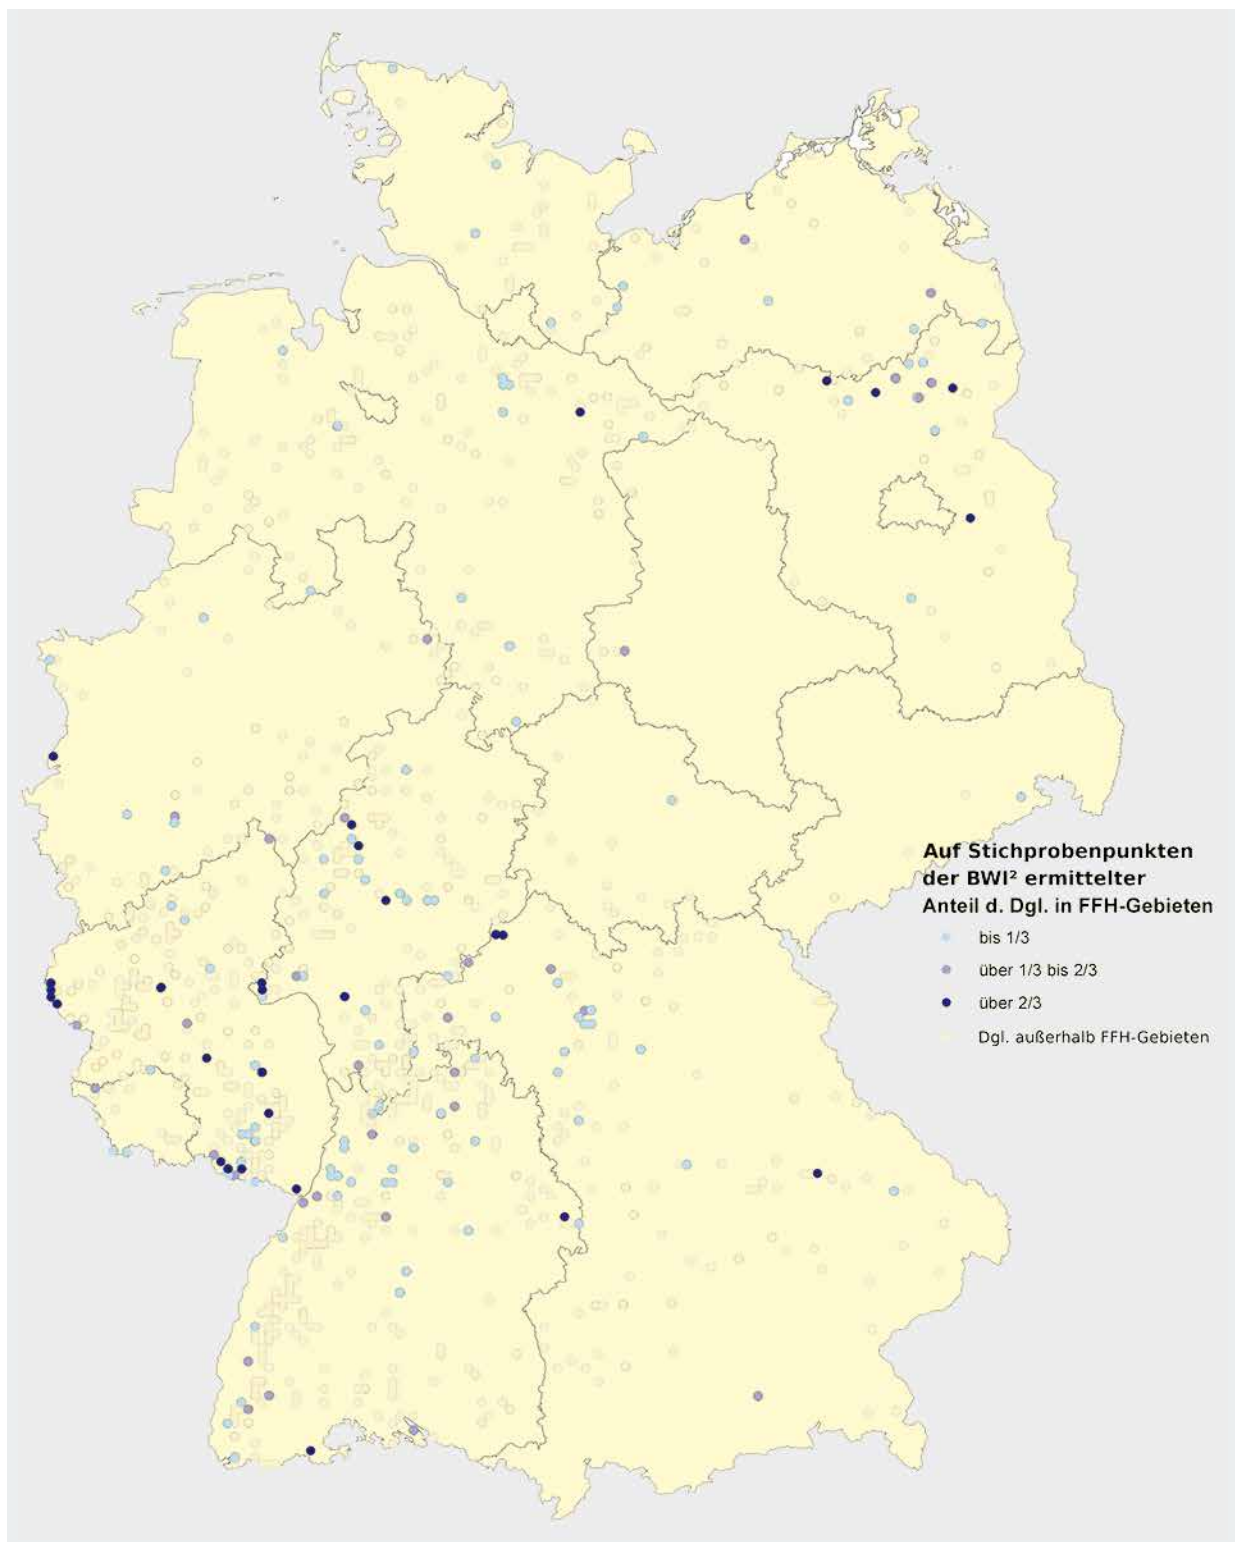 Auf Stichprobenpunkten
der BWI² ermittelter
Anteil d. Dgl. in FFH-Gebieten
bis 1/3
über 1/3 bis 2/3
über 2/3
Dgl. außerhalb FFH-Gebieten